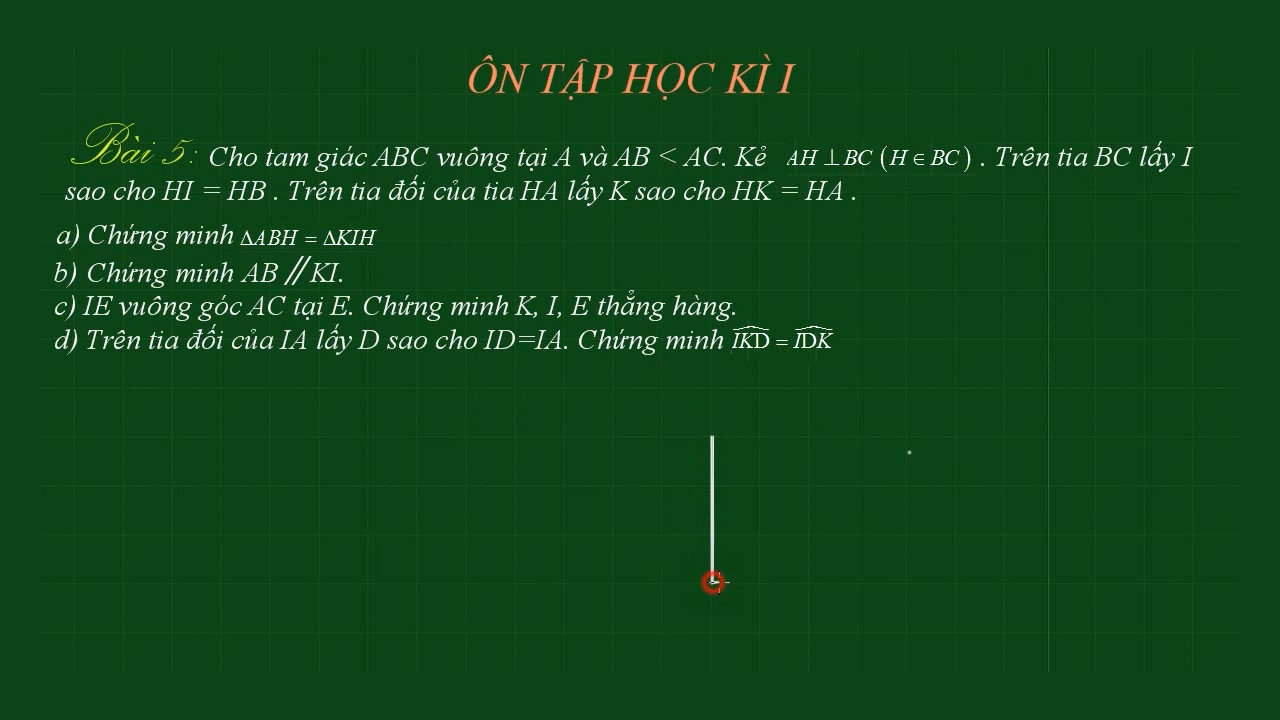 ÔN TẬP HỌC KÌ I
Bài 5: Cho tam giác ABC vuông tại A và AB < AC. Kẻ AH ⊥ BC ( H ∈ BC ) . Trên tia BC lấy I
sao cho HI = HB . Trên tia đối của tia HA lấy K sao cho HK = HA .
a) Chứng minh ΔABH = ΔKIH
b) Chứng minh AB // KI.
c) IE vuông góc AC tại E. Chứng minh K, I, E thẳng hàng.
d) Trên tia đối của IA lấy D sao cho ID=IA. Chứng minh $\widehat{IKD} = \widehat{IDK}$